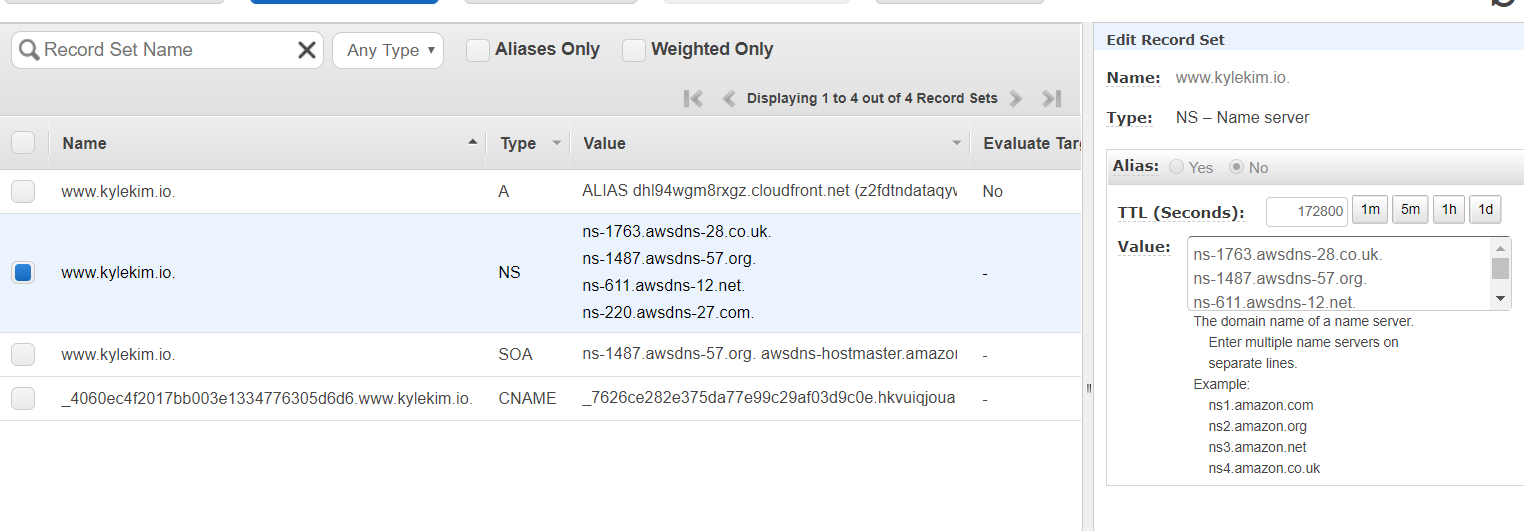 Record Set Name
Any Type
Aliases Only
Weighted Only
Displaying 1 to 4 out of 4 Record Sets
Name Type Value Evaluate Targ
www.kylekim.io. A ALIAS dhl94wgm8rxgz.cloudfront.net (z2fdtndataqyw No
www.kylekim.io. NS ns-1763.awsdns-28.co.uk.
ns-1487.awsdns-57.org.
ns-611.awsdns-12.net.
ns-220.awsdns-27.com.
-
www.kylekim.io. SOA ns-1487.awsdns-57.org. awsdns-hostmaster.amazon -
_4060ec4f2017bb003e1334776305d6d6.www.kylekim.io. CNAME _7626ce282e375da77e99c29af03d9c0e.hkvuiqjoua -
Edit Record Set
Name: www.kylekim.io.
Type: NS – Name server
Alias: Yes No
TTL (Seconds): 172800 1m 5m 1h 1d
Value: ns-1763.awsdns-28.co.uk.
ns-1487.awsdns-57.org.
ns-611.awsdns-12.net.
The domain name of a name server.
Enter multiple name servers on
separate lines.
Example:
ns1.amazon.com
ns2.amazon.org
ns3.amazon.net
ns4.amazon.co.uk